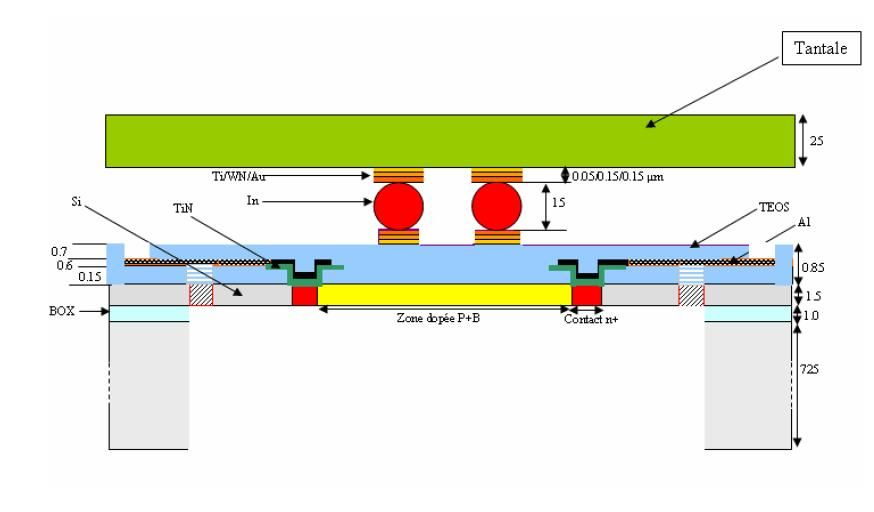 Tantale
25
Ti/WN/Au
0.05/0.15/0.15 µm
Si
TiN
In
15
TEOS
Al
0.7
0.6
0.15
0.85
1.5
BOX
1.0
Zone dopée P+B
Contact n+
725